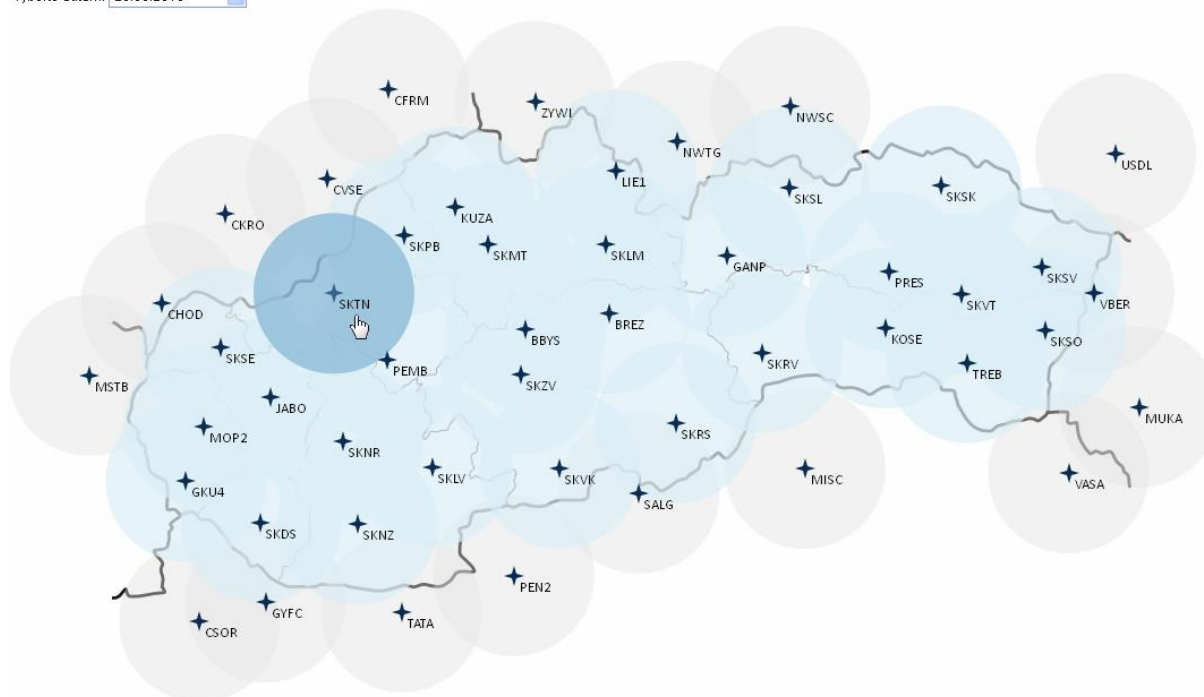 CFRM
ZYWI
NWSC
NWTG
USDL
CVSE
LIE1
SKSL
SKSK
CKRO
KUZA
SKPB
SKMT
SKLM
GANP
PRES
SKSV
SKTN
SKVT
VBER
CHOD
BREZ
BBYS
KOSE
SKSO
SKSE
PEMB
SKRV
TREB
MSTB
SKZV
JABO
MUKA
MOP2
SKRS
SKNR
SKLV
SKVK
MISC
VASA
GKU4
SALG
SKDS
SKNZ
PEN2
GYFC
TATA
CSOR